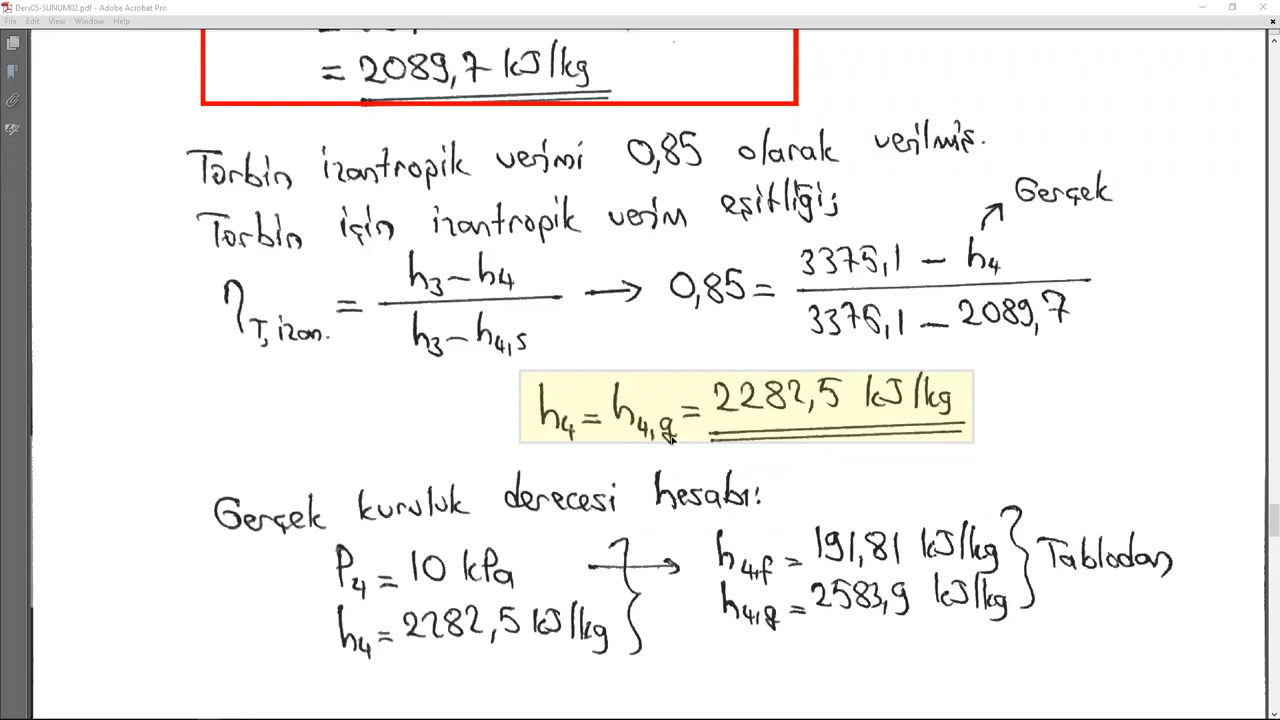 Ders05-SUNUM02.pdf - Adobe Acrobat Pro
File Edit View Window Help
= 2089,7 kJ/kg
Türbin izantropik verimi 0,85 olarak verilmiş.
Türbin için izantropik verim eşitliği;
Gerçek
η_T,izan. = (h3 - h4) / (h3 - h4,s) → 0,85 = (3375,1 - h4) / (3375,1 - 2089,7)
h4 = h4,g = 2282,5 kJ/kg
Gerçek kuruluk derecesi hesabı:
P4 = 10 kPa → h4,f = 191,81 kJ/kg } Tablodan
h4 = 2282,5 kJ/kg } h4,g = 2583,9 kJ/kg